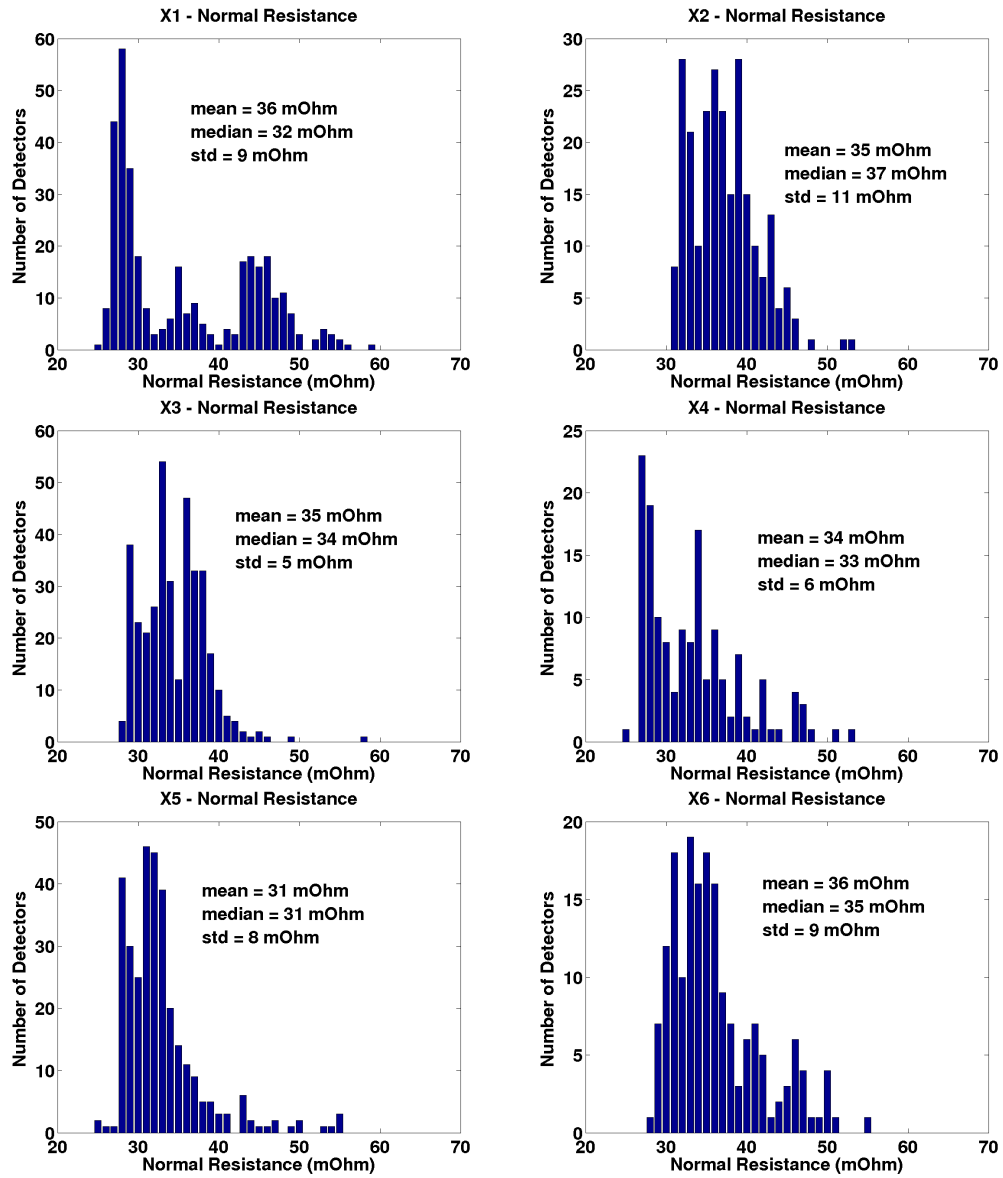 X1 - Normal Resistance
60
50
40
30
20
10
0
Number of Detectors
mean = 36 mOhm
median = 32 mOhm
std = 9 mOhm
20 30 40 50 60 70
Normal Resistance (mOhm)
X2 - Normal Resistance
30
25
20
15
10
5
0
Number of Detectors
mean = 35 mOhm
median = 37 mOhm
std = 11 mOhm
20 30 40 50 60 70
Normal Resistance (mOhm)
X3 - Normal Resistance
60
50
40
30
20
10
0
Number of Detectors
mean = 35 mOhm
median = 34 mOhm
std = 5 mOhm
20 30 40 50 60 70
Normal Resistance (mOhm)
X4 - Normal Resistance
25
20
15
10
5
0
Number of Detectors
mean = 34 mOhm
median = 33 mOhm
std = 6 mOhm
20 30 40 50 60 70
Normal Resistance (mOhm)
X5 - Normal Resistance
50
40
30
20
10
0
Number of Detectors
mean = 31 mOhm
median = 31 mOhm
std = 8 mOhm
20 30 40 50 60 70
Normal Resistance (mOhm)
X6 - Normal Resistance
20
15
10
5
0
Number of Detectors
mean = 36 mOhm
median = 35 mOhm
std = 9 mOhm
20 30 40 50 60 70
Normal Resistance (mOhm)